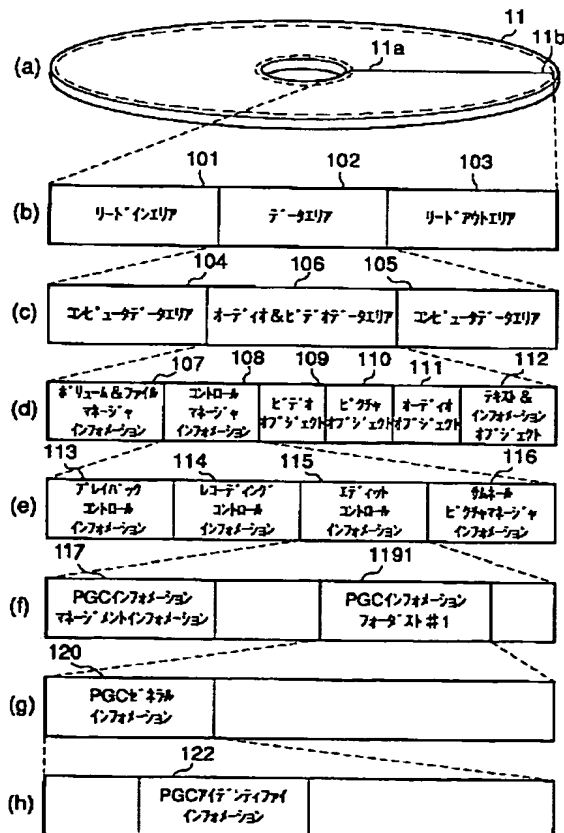 11
11b
11a
(a)
101
102
103
(b)
リードインエリア
データエリア
リードアウトエリア
104
106
105
(c)
コンピュータデータエリア
オーディオ&ビデオデータエリア
コンピュータデータエリア
107
108
109
110
111
112
(d)
ボリューム&ファイル
マネージャ
インフォメーション
コントロール
マネージャ
インフォメーション
ビデオ
オブジェクト
ピクチャ
オブジェクト
オーディオ
オブジェクト
テキスト&
インフォメーション
オブジェクト
113
114
115
116
(e)
プレイバック
コントロール
インフォメーション
レコーディング
コントロール
インフォメーション
エディット
コントロール
インフォメーション
サムネール
ピクチャマネージャ
インフォメーション
117
1191
(f)
PGCインフォメーション
マネージメントインフォメーション
PGCインフォメーション
フォーダスト#1
120
(g)
PGCゼネラル
インフォメーション
122
(h)
PGCアイデンティファイ
インフォメーション